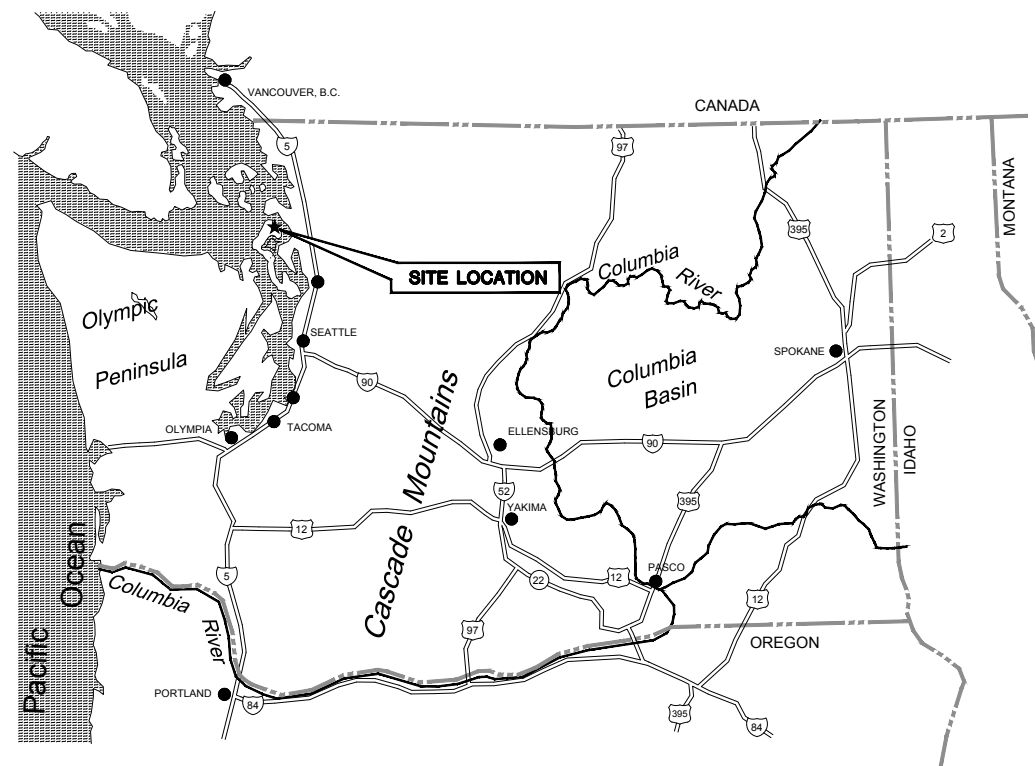 CANADA
VANCOUVER, B.C.
5
97
MONTANA
395
2
SITE LOCATION
Columbia
River
Olympic
Peninsula
SEATTLE
SPOKANE
Columbia
Basin
90
Cascade Mountains
OLYMPIA
TACOMA
ELLENSBURG
90
WASHINGTON
IDAHO
52
395
YAKIMA
12
Pacific Ocean
Columbia
River
5
22
12
PASCO
12
97
OREGON
PORTLAND
84
395
84